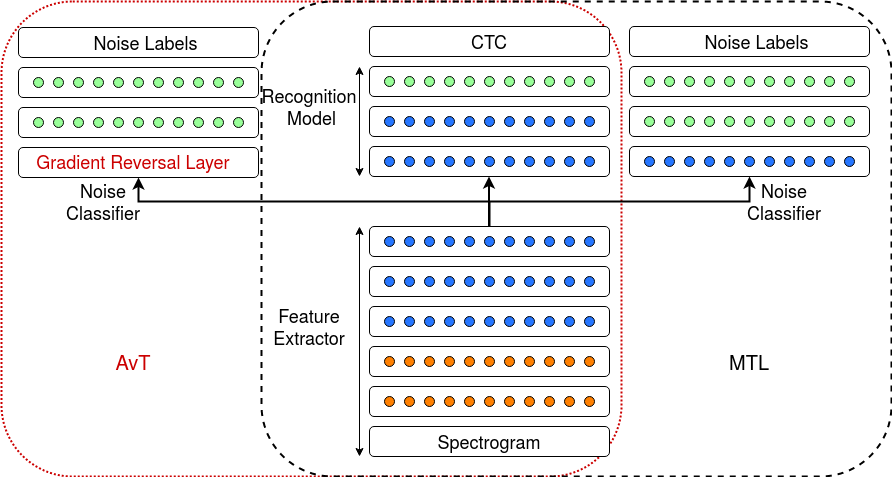 Noise Labels
CTC
Noise Labels
Recognition
Model
Gradient Reversal Layer
Noise
Classifier
Noise
Classifier
Feature
Extractor
AvT
MTL
Spectrogram